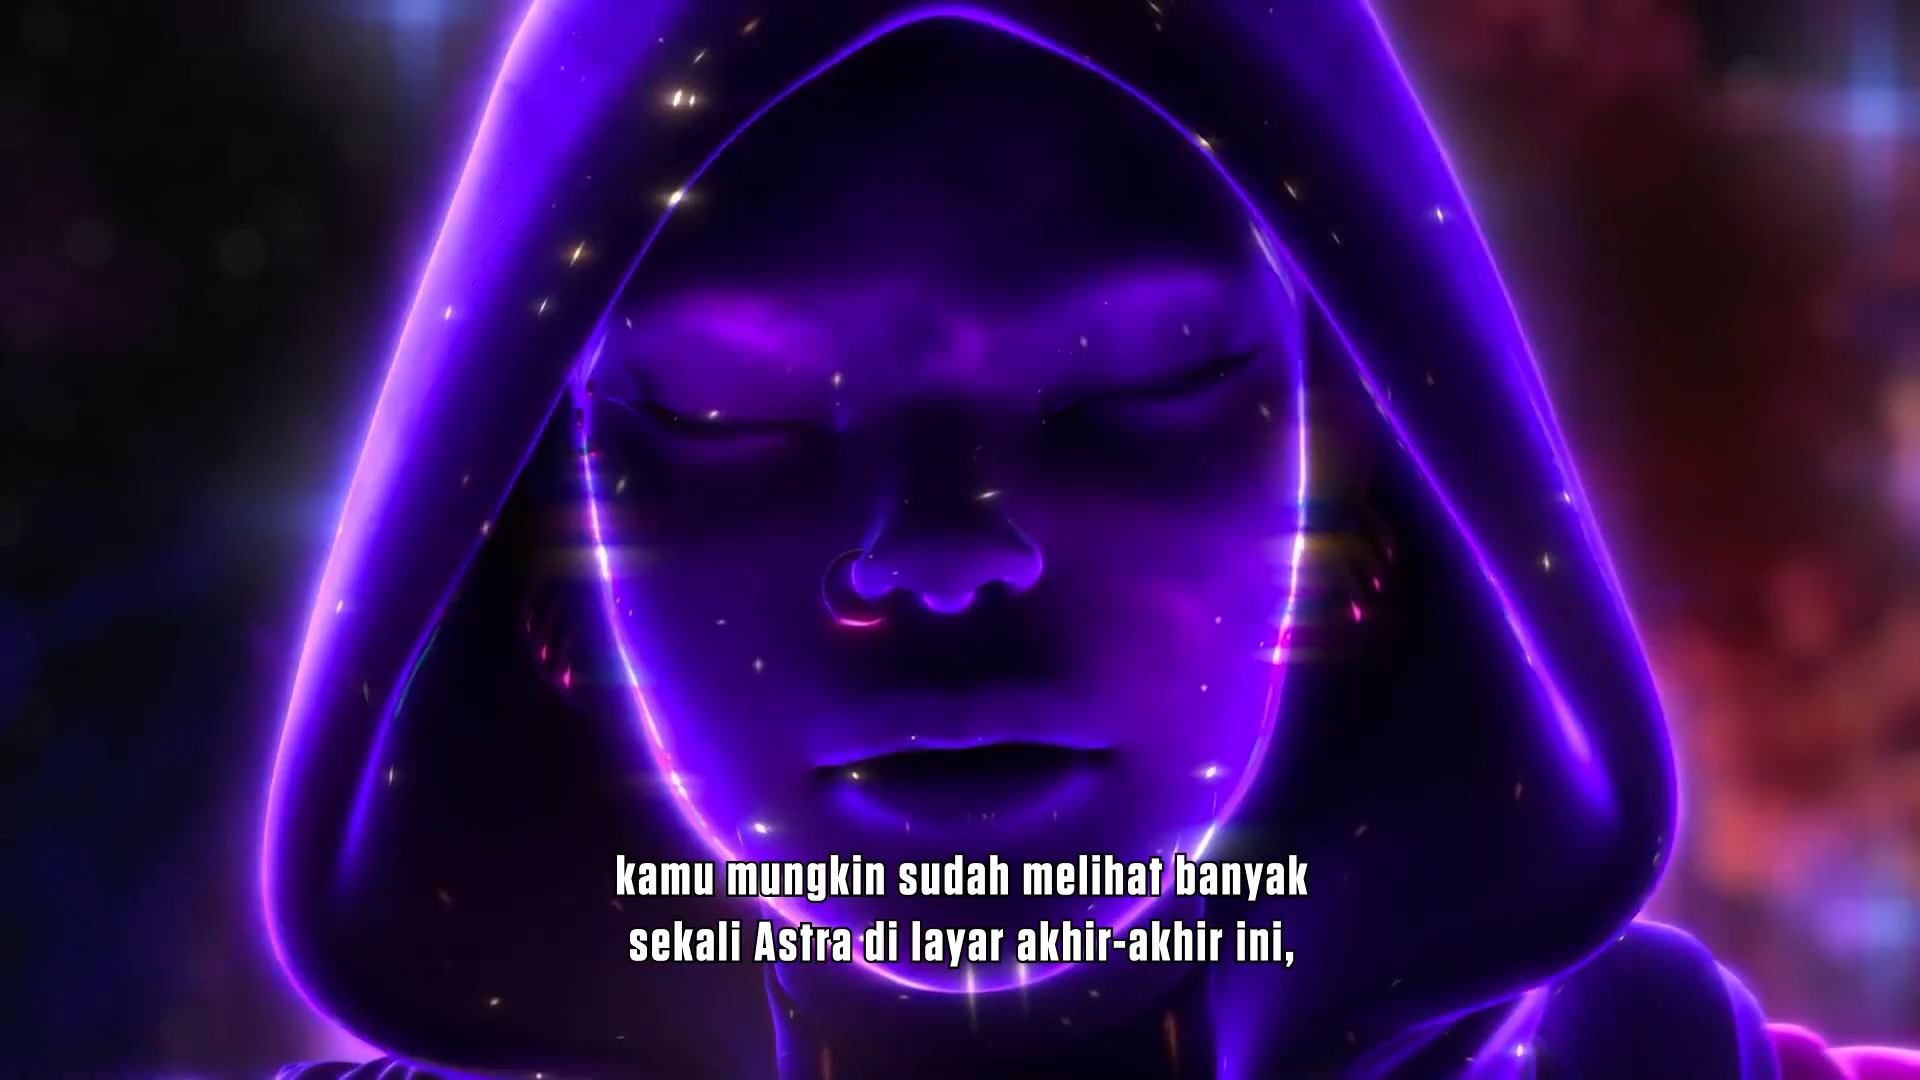 kamu mungkin sudah melihat banyak
sekali Astra di layar akhir-akhir ini,